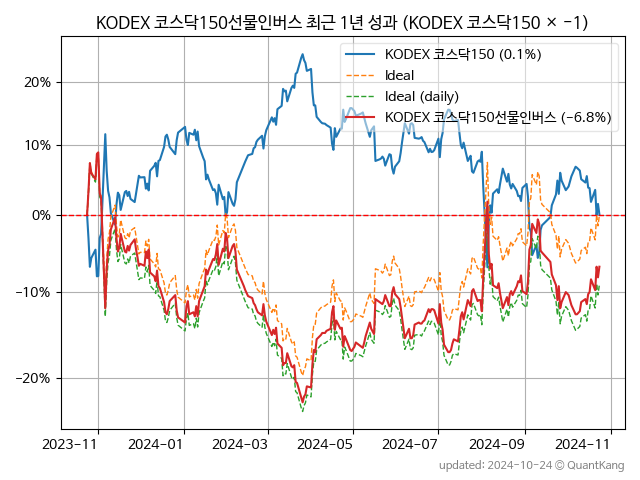 KODEX 코스닥150선물인버스 최근 1년 성과 (KODEX 코스닥150 × −1)
KODEX 코스닥150 (0.1%)
Ideal
Ideal (daily)
KODEX 코스닥150선물인버스 (−6.8%)
20%
10%
0%
−10%
−20%
2023−11
2024−01
2024−03
2024−05
2024−07
2024−09
2024−11
updated: 2024−10−24 © QuantKang